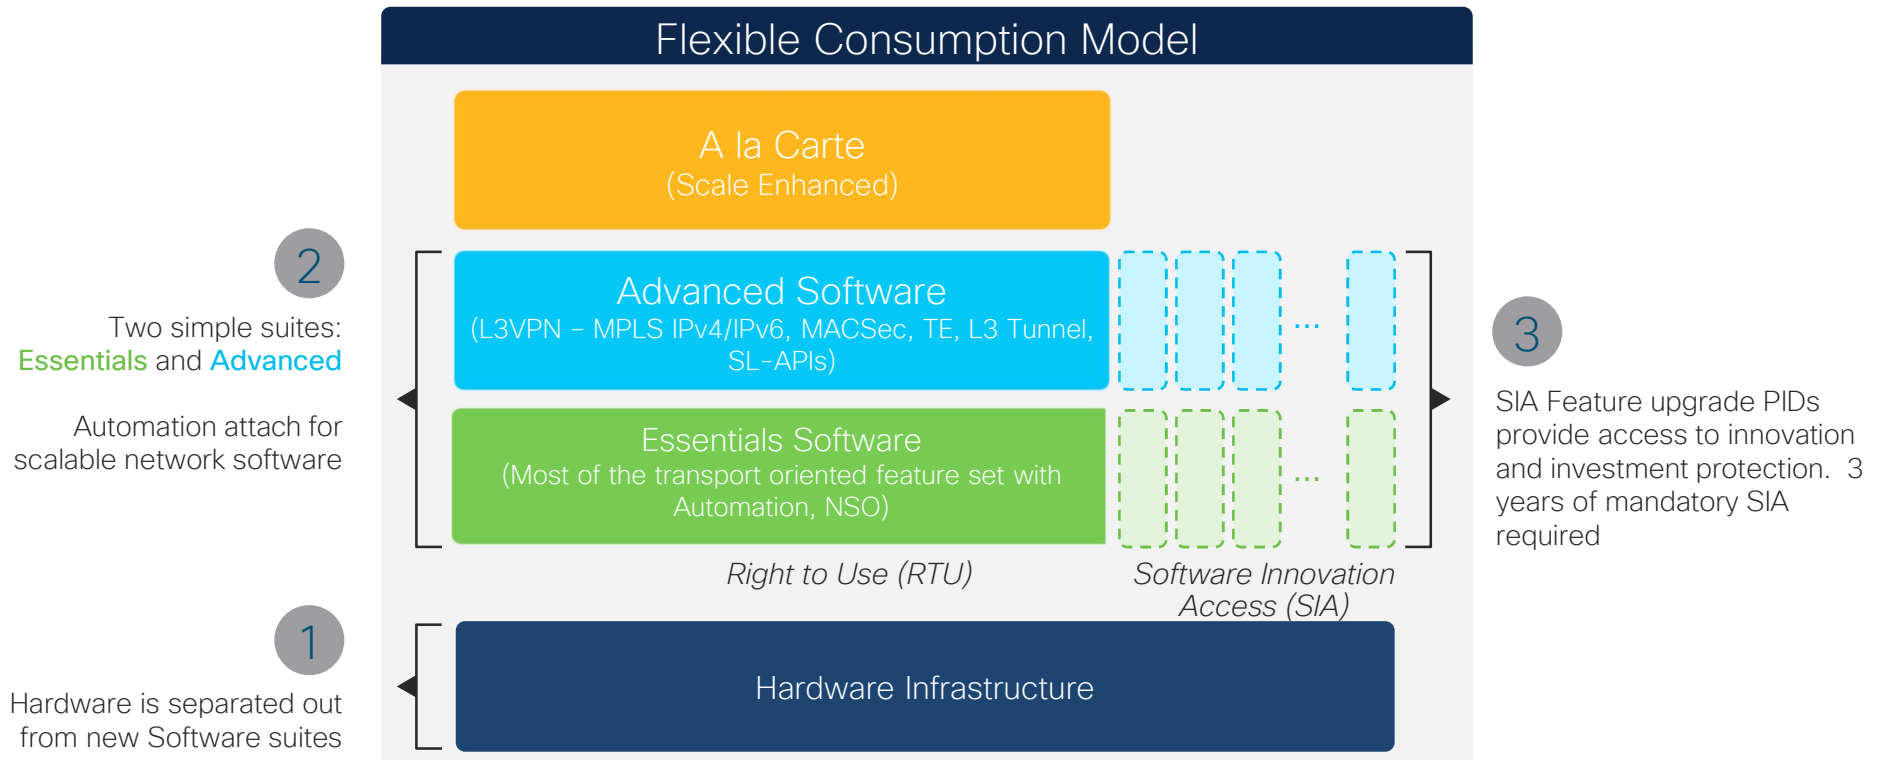 Flexible Consumption Model
A la Carte
(Scale Enhanced)
2
Two simple suites:
Essentials and Advanced
Automation attach for
scalable network software
Advanced Software
(L3VPN – MPLS IPv4/IPv6, MACSec, TE, L3 Tunnel,
SL-APIs)
...
Essentials Software
(Most of the transport oriented feature set with
Automation, NSO)
...
3
SIA Feature upgrade PIDs
provide access to innovation
and investment protection. 3
years of mandatory SIA
required
Right to Use (RTU)
Software Innovation
Access (SIA)
1
Hardware is separated out
from new Software suites
Hardware Infrastructure